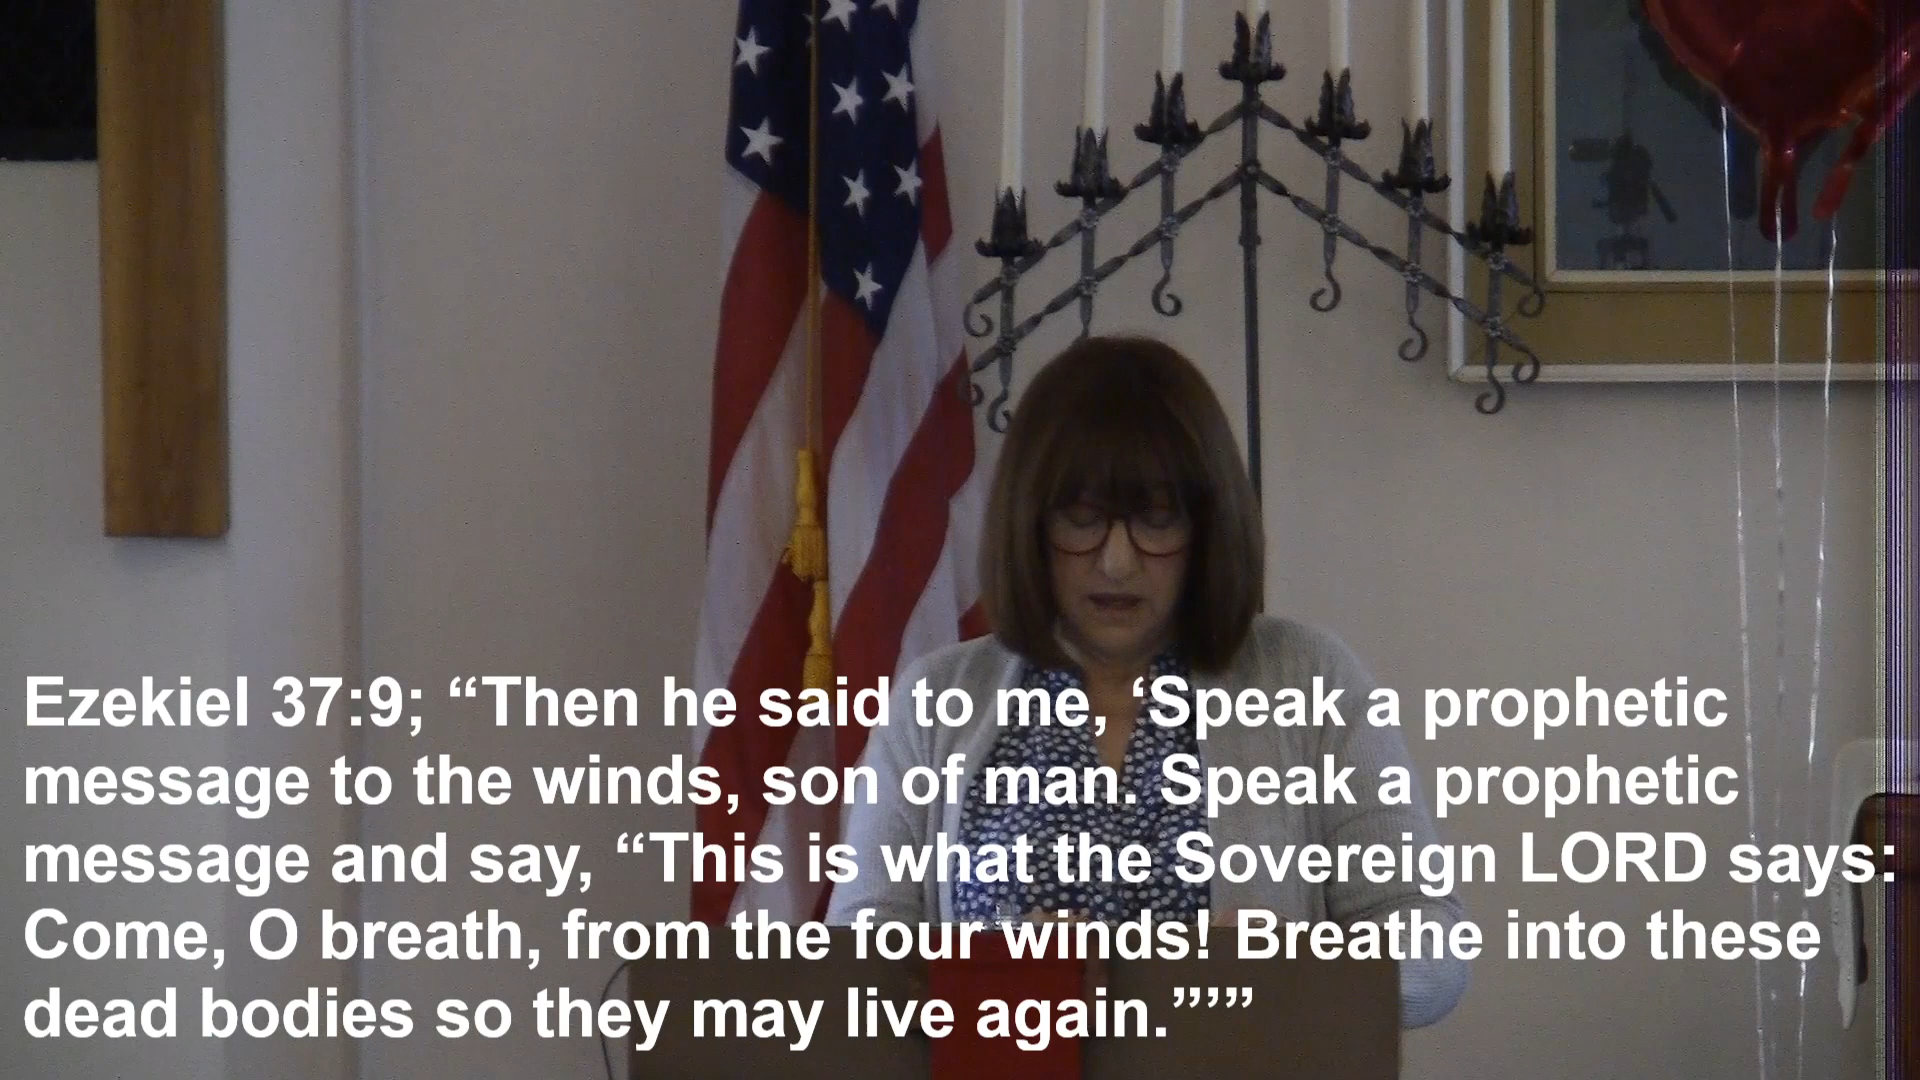 Ezekiel 37:9; “Then he said to me, ‘Speak a prophetic
message to the winds, son of man. Speak a prophetic
message and say, “This is what the Sovereign LORD says:
Come, O breath, from the four winds! Breathe into these
dead bodies so they may live again.”’”